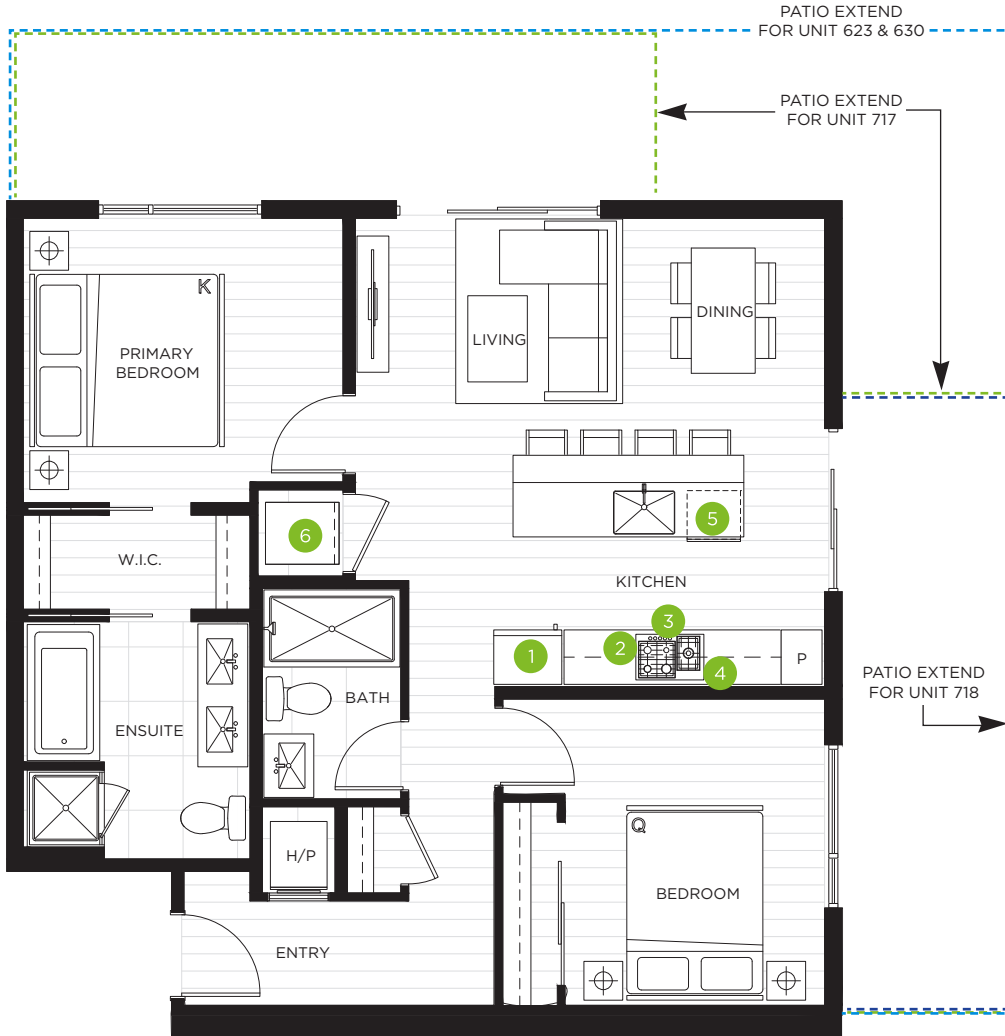 PATIO EXTEND
FOR UNIT 623 & 630
PATIO EXTEND
FOR UNIT 717
K
PRIMARY
BEDROOM
LIVING
DINING
6
5
W.I.C.
KITCHEN
3
2
1
4
P
PATIO EXTEND
FOR UNIT 718
BATH
ENSUITE
Q
H/P
BEDROOM
ENTRY